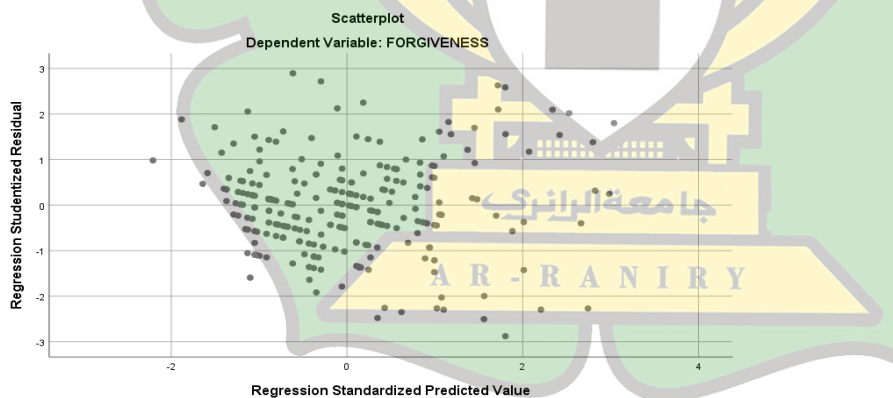 Scatterplot
Dependent Variable: FORGIVENESS
Regression Studentized Residual
3
2
1
0
-1
-2
-3
جامعة الرانري
AR-RANIRY
-2
0
2
4
Regression Standardized Predicted Value